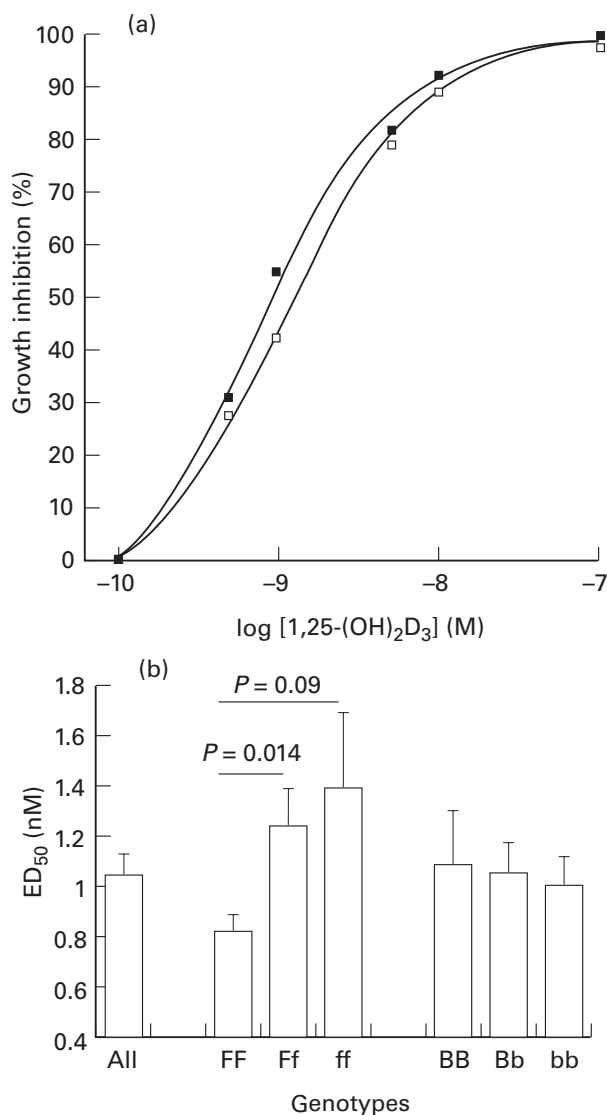 (a)
Growth inhibition (%)
100
90
80
70
60
50
40
30
20
10
0
–10 –9 –8 –7
log [1,25-(OH)₂D₃] (M)
(b)
ED₅₀ (nM)
1.8
1.6
1.4
1.2
1
0.8
0.6
0.4
P = 0.09
P = 0.014
All FF Ff ff BB Bb bb
Genotypes